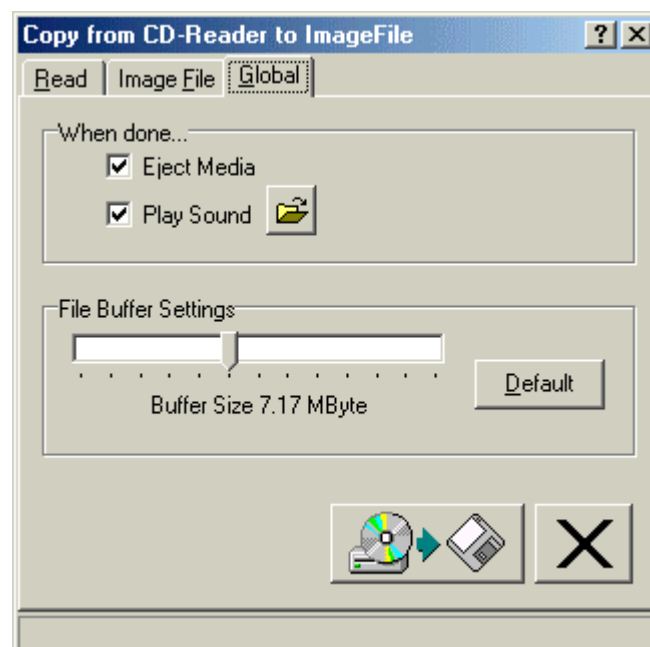 Copy from CD-Reader to ImageFile
Read Image File Global
When done...
Eject Media
Play Sound
File Buffer Settings
Default
Buffer Size 7.17 MByte